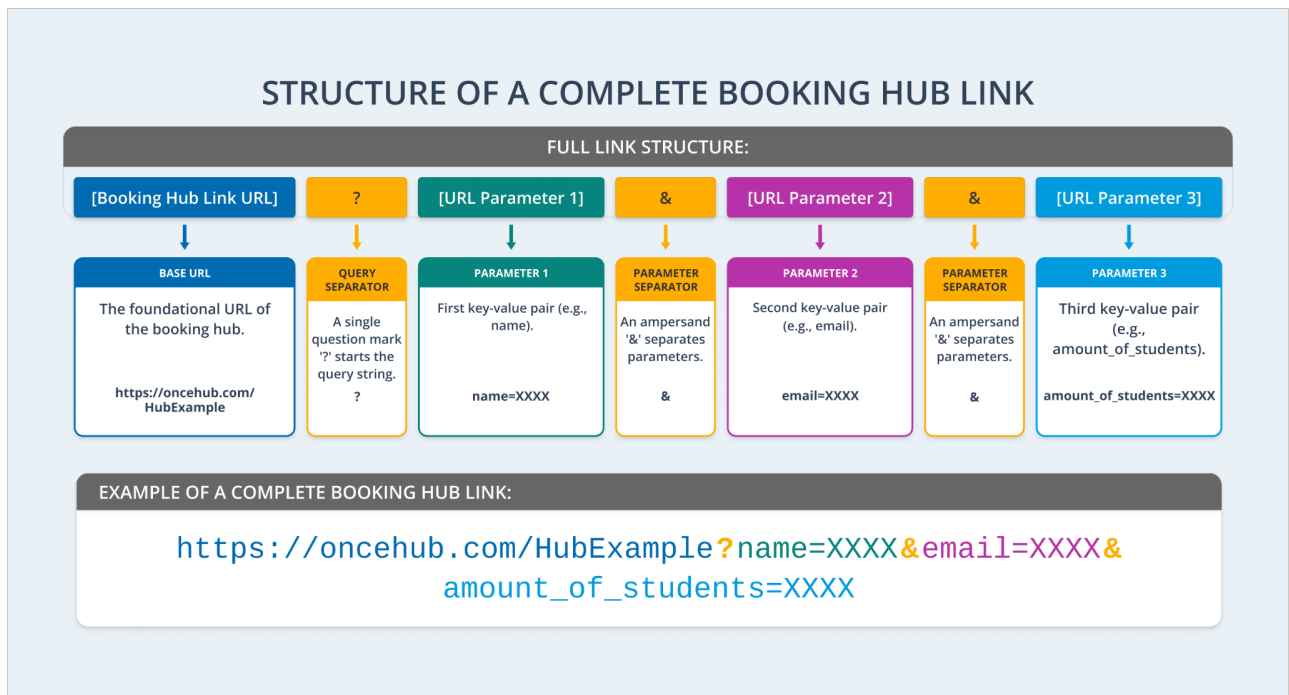 STRUCTURE OF A COMPLETE BOOKING HUB LINK
FULL LINK STRUCTURE:
[Booking Hub Link URL]
?
[URL Parameter 1]
&
[URL Parameter 2]
&
[URL Parameter 3]
BASE URL
The foundational URL of
the booking hub.
https://oncehub.com/
HubExample
QUERY
SEPARATOR
A single
question mark
'?' starts the
query string.
?
PARAMETER 1
First key-value pair (e.g.,
name).
name=XXXX
PARAMETER
SEPARATOR
An ampersand
'&' separates
parameters.
&
PARAMETER 2
Second key-value pair
(e.g., email).
email=XXXX
PARAMETER
SEPARATOR
An ampersand
'&' separates
parameters.
&
PARAMETER 3
Third key-value pair
(e.g.,
amount_of_students).
amount_of_students=XXXX
EXAMPLE OF A COMPLETE BOOKING HUB LINK:
https://oncehub.com/HubExample?name=XXXX&email=XXXX&
amount_of_students=XXXX